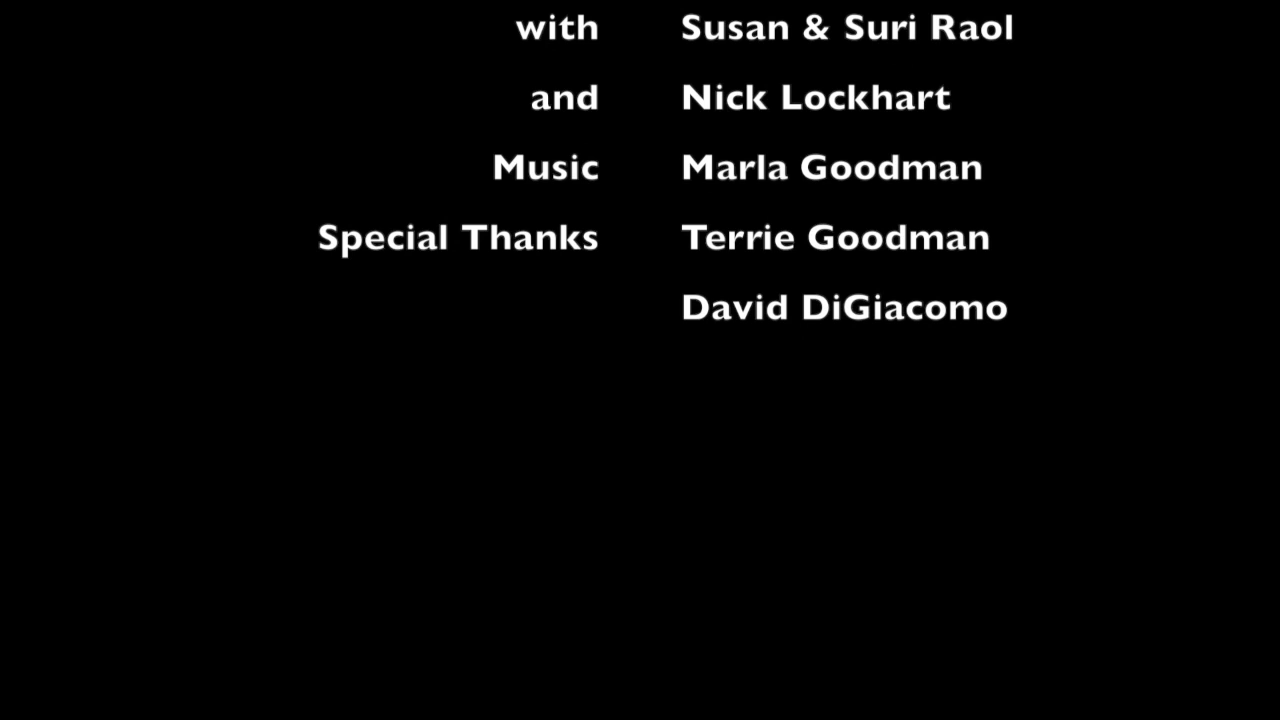 with Susan & Suri Raol
and Nick Lockhart
Music Marla Goodman
Special Thanks Terrie Goodman
David DiGiacomo